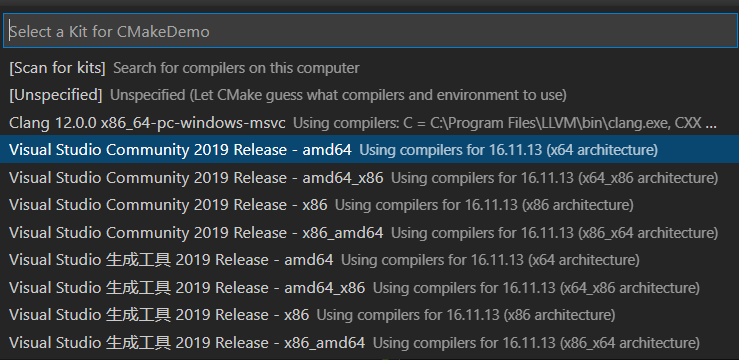 Select a Kit for CMakeDemo
[Scan for kits] Search for compilers on this computer
[Unspecified] Unspecified (Let CMake guess what compilers and environment to use)
Clang 12.0.0 x86_64-pc-windows-msvc Using compilers: C = C:\Program Files\LLVM\bin\clang.exe, CXX ...
Visual Studio Community 2019 Release - amd64 Using compilers for 16.11.13 (x64 architecture)
Visual Studio Community 2019 Release - amd64_x86 Using compilers for 16.11.13 (x64_x86 architecture)
Visual Studio Community 2019 Release - x86 Using compilers for 16.11.13 (x86 architecture)
Visual Studio Community 2019 Release - x86_amd64 Using compilers for 16.11.13 (x86_x64 architecture)
Visual Studio 生成工具 2019 Release - amd64 Using compilers for 16.11.13 (x64 architecture)
Visual Studio 生成工具 2019 Release - amd64_x86 Using compilers for 16.11.13 (x64_x86 architecture)
Visual Studio 生成工具 2019 Release - x86 Using compilers for 16.11.13 (x86 architecture)
Visual Studio 生成工具 2019 Release - x86_amd64 Using compilers for 16.11.13 (x86_x64 architecture)